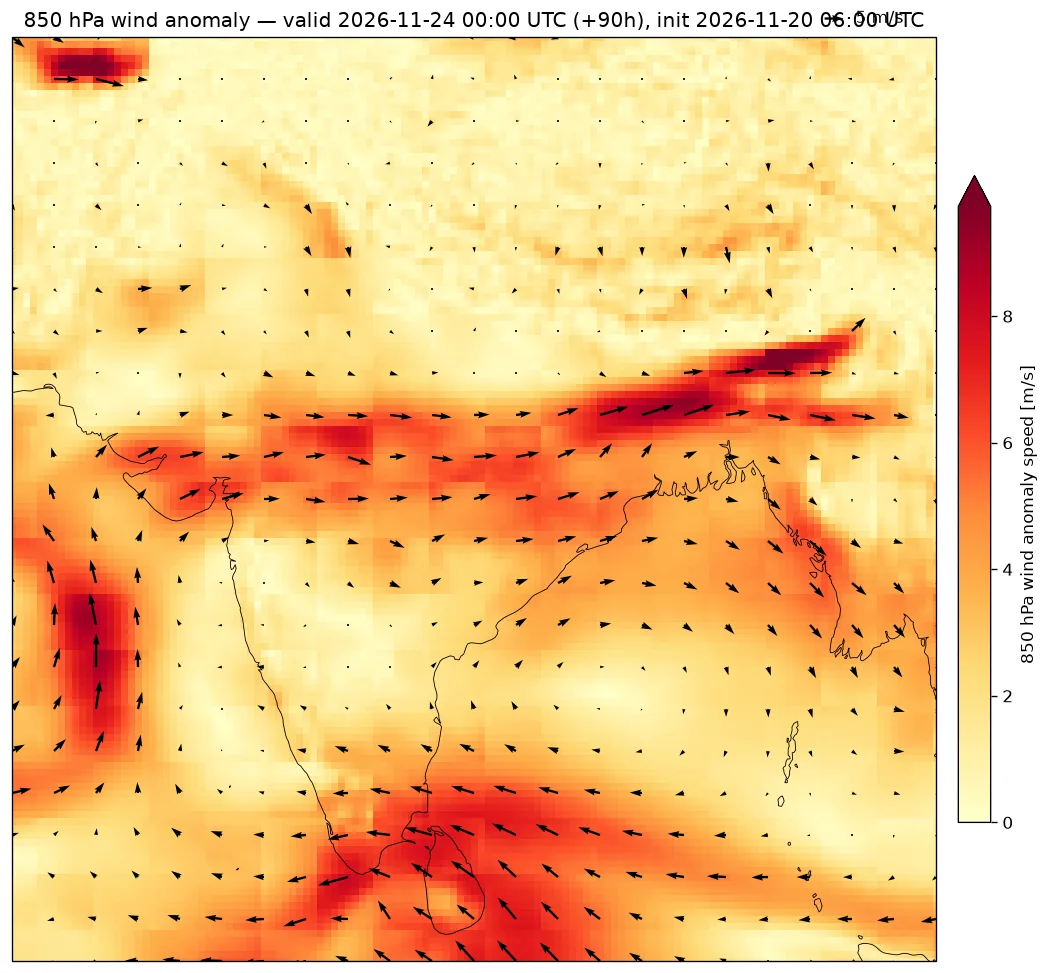 850 hPa wind anomaly — valid 2026-11-24 00:00 UTC (+90h), init 2026-11-20 06:00 UTC
5 m/s
8
6
4
2
0
850 hPa wind anomaly speed [m/s]